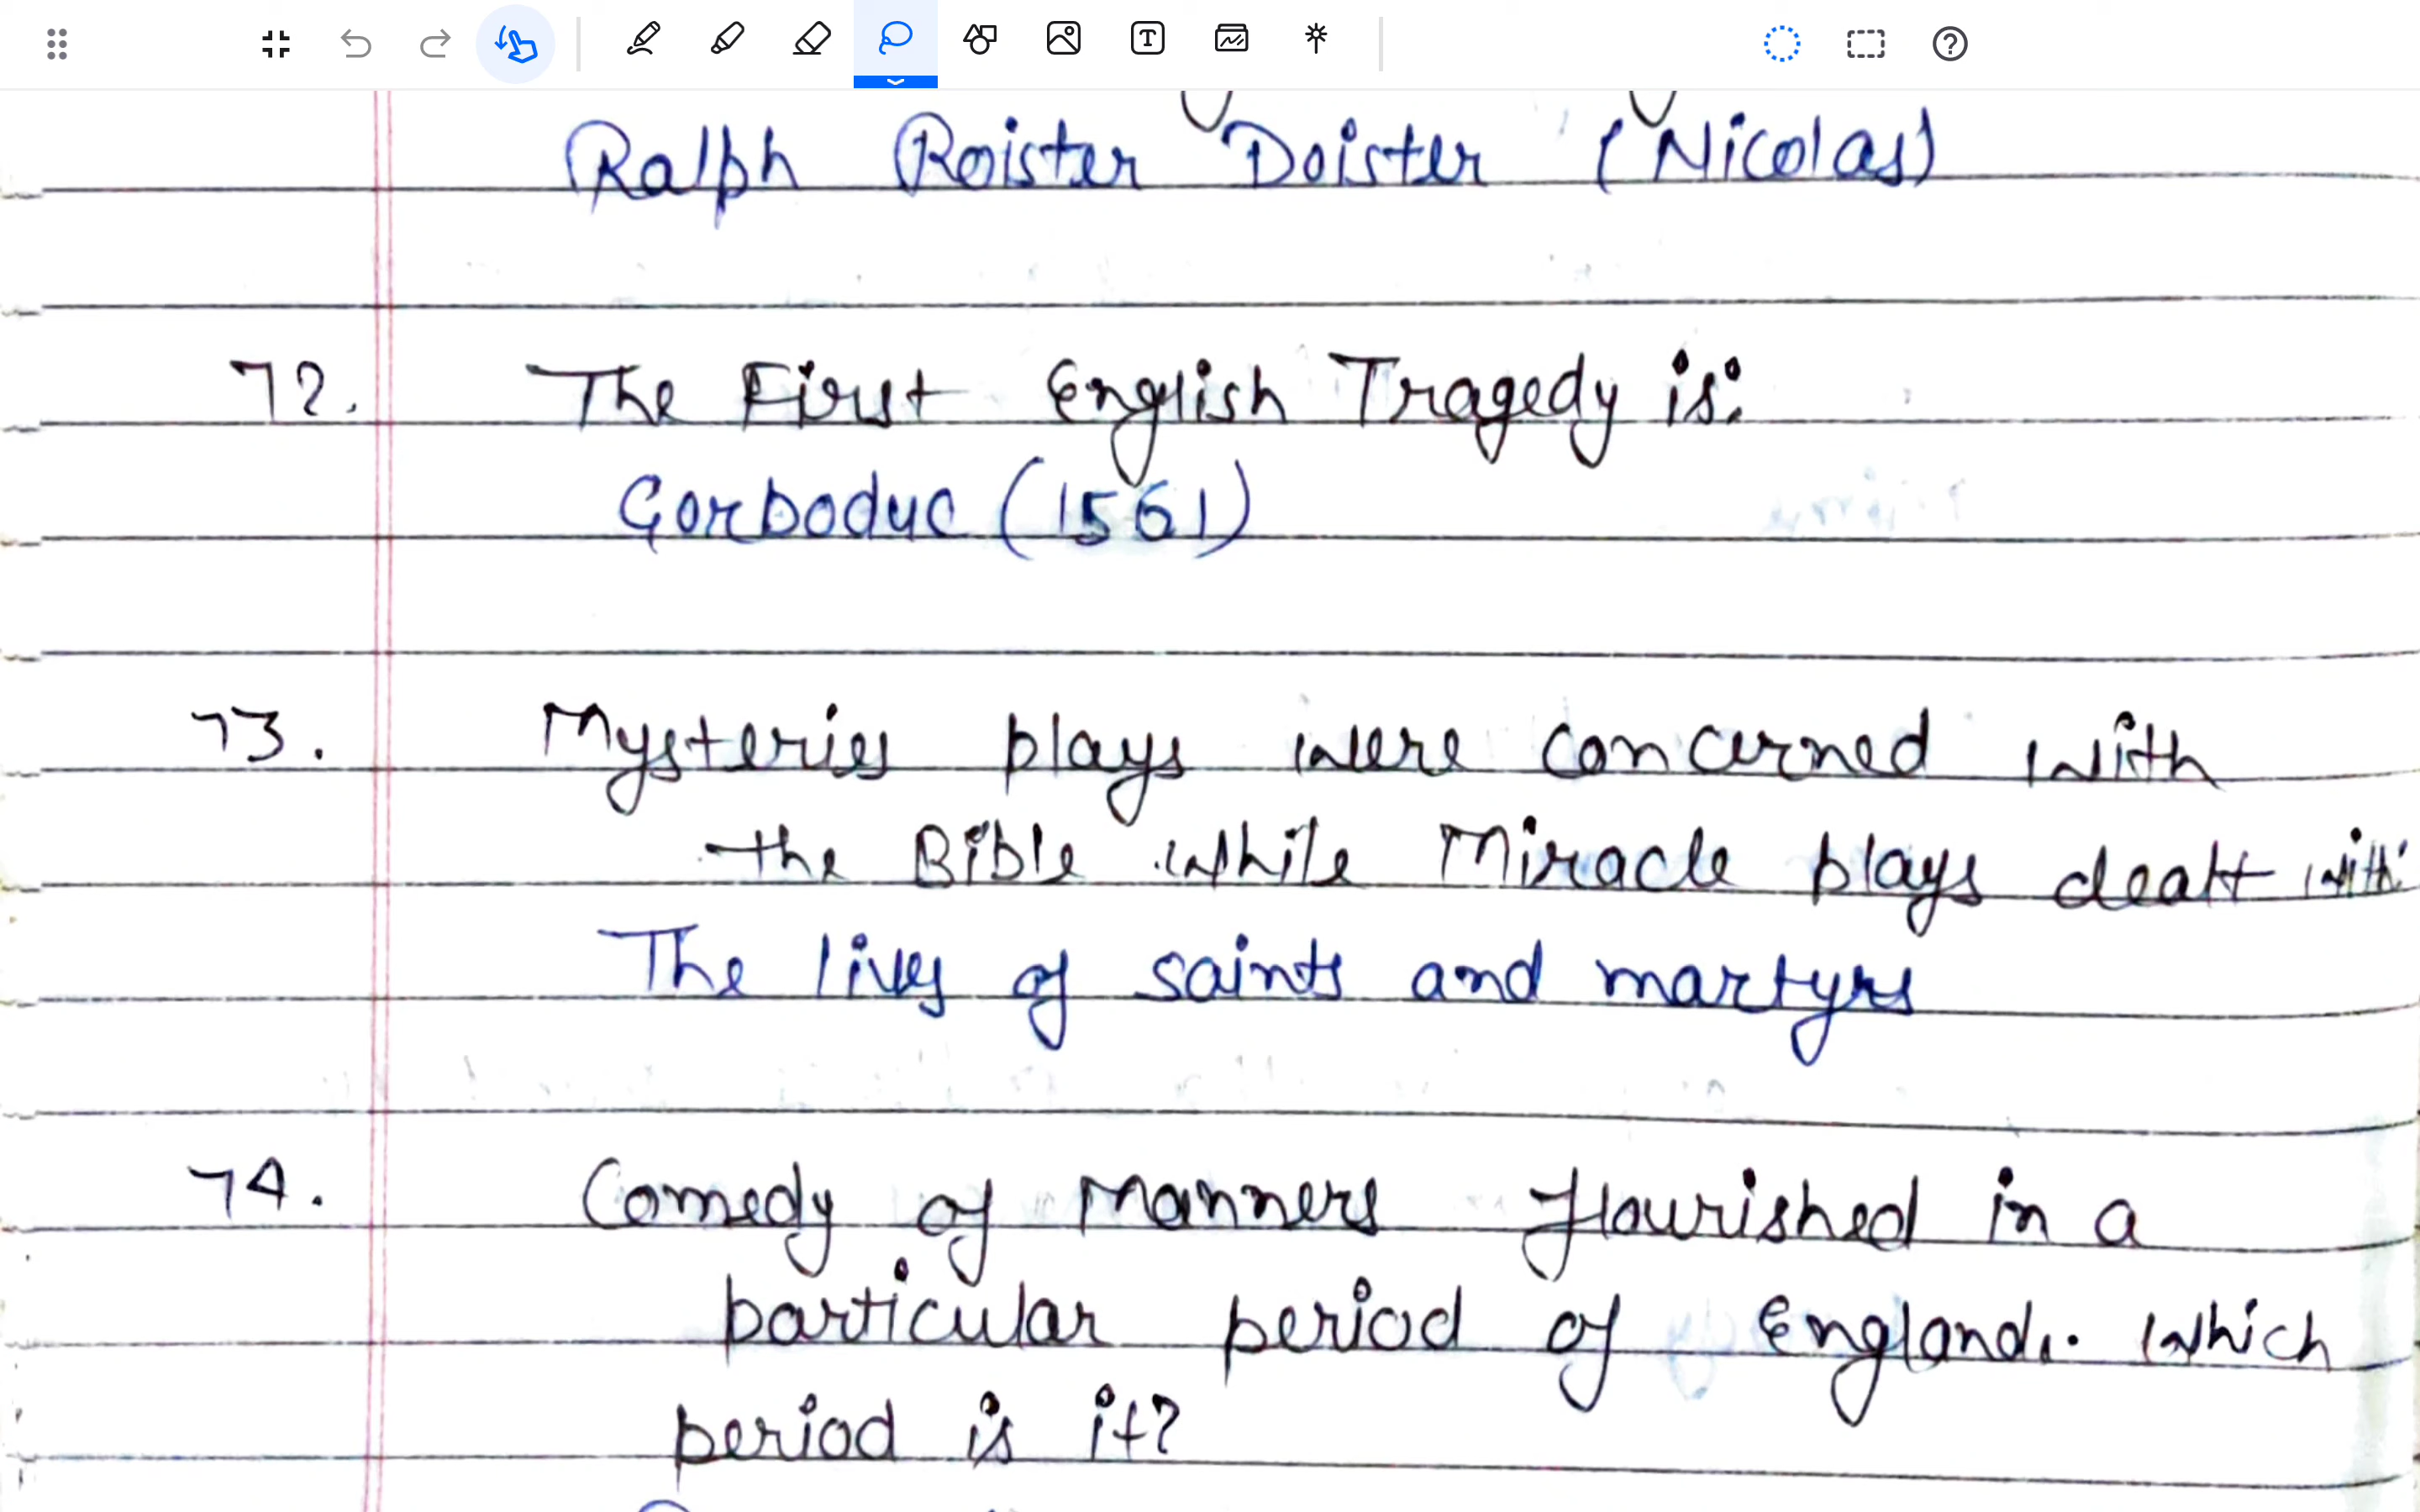 Ralph Roister Doister (Nicolas)
72. The First English Tragedy is:
Gorboduc (1561)
73. Mysteries plays were concerned with
the Bible while Miracle plays dealt with:
The lives of saints and martyrs
74. Comedy of Manners flourished in a
particular period of England. Which
period is it?